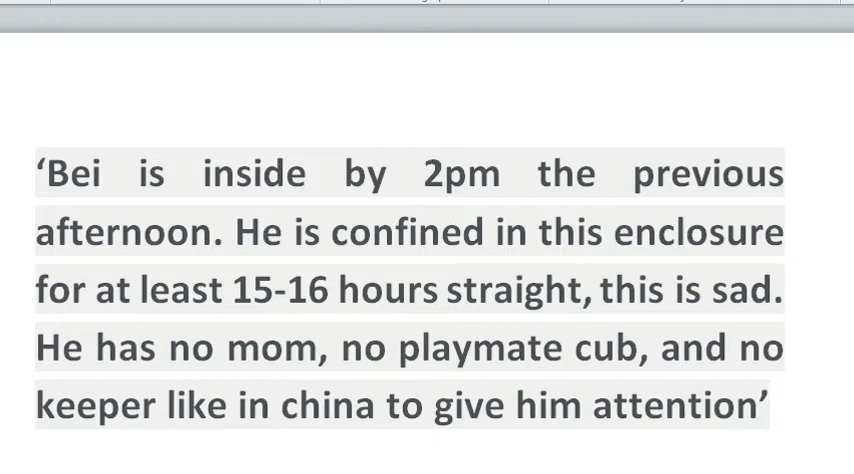 ‘Bei is inside by 2pm the previous
afternoon. He is confined in this enclosure
for at least 15-16 hours straight, this is sad.
He has no mom, no playmate cub, and no
keeper like in china to give him attention’